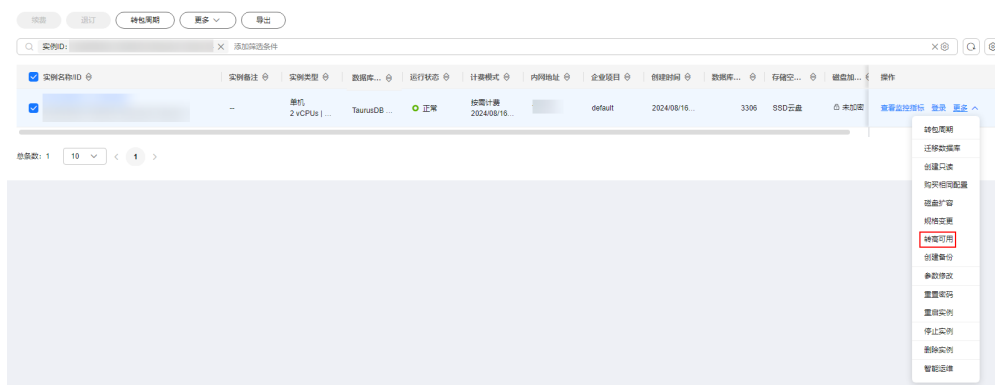 续费 退订 转包周期 更多 导出
实例ID: 添加筛选条件
实例名称/ID 实例备注 实例类型 数据库... 运行状态 计费模式 内网地址 企业项目 创建时间 数据库... 存储空... 磁盘加... 操作
-- 单机 2 vCPUs | ... TaurusDB ... 正常 按需计费 2024/08/16... default 2024/08/16... 3306 SSD云盘 未加密 查看监控指标 登录 更多
总条数: 1 10 < 1 >
转包周期
迁移数据库
创建只读
购买相同配置
磁盘扩容
规格变更
转高可用
创建备份
参数修改
重置密码
重启实例
停止实例
删除实例
智能运维